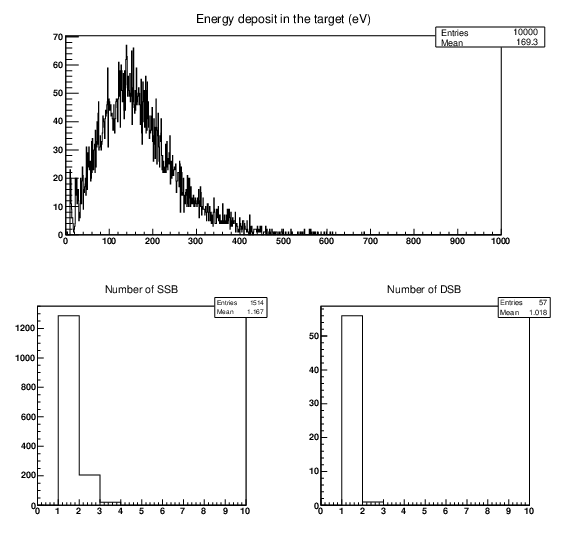 Energy deposit in the target (eV)
Entries 10000
Mean 169.3
70
60
50
40
30
20
10
0
0 100 200 300 400 500 600 700 800 900 1000
Number of SSB
Entries 1514
Mean 1.167
1200
1000
800
600
400
200
0
0 1 2 3 4 5 6 7 8 9 10
Number of DSB
Entries 57
Mean 1.018
50
40
30
20
10
0
0 1 2 3 4 5 6 7 8 9 10